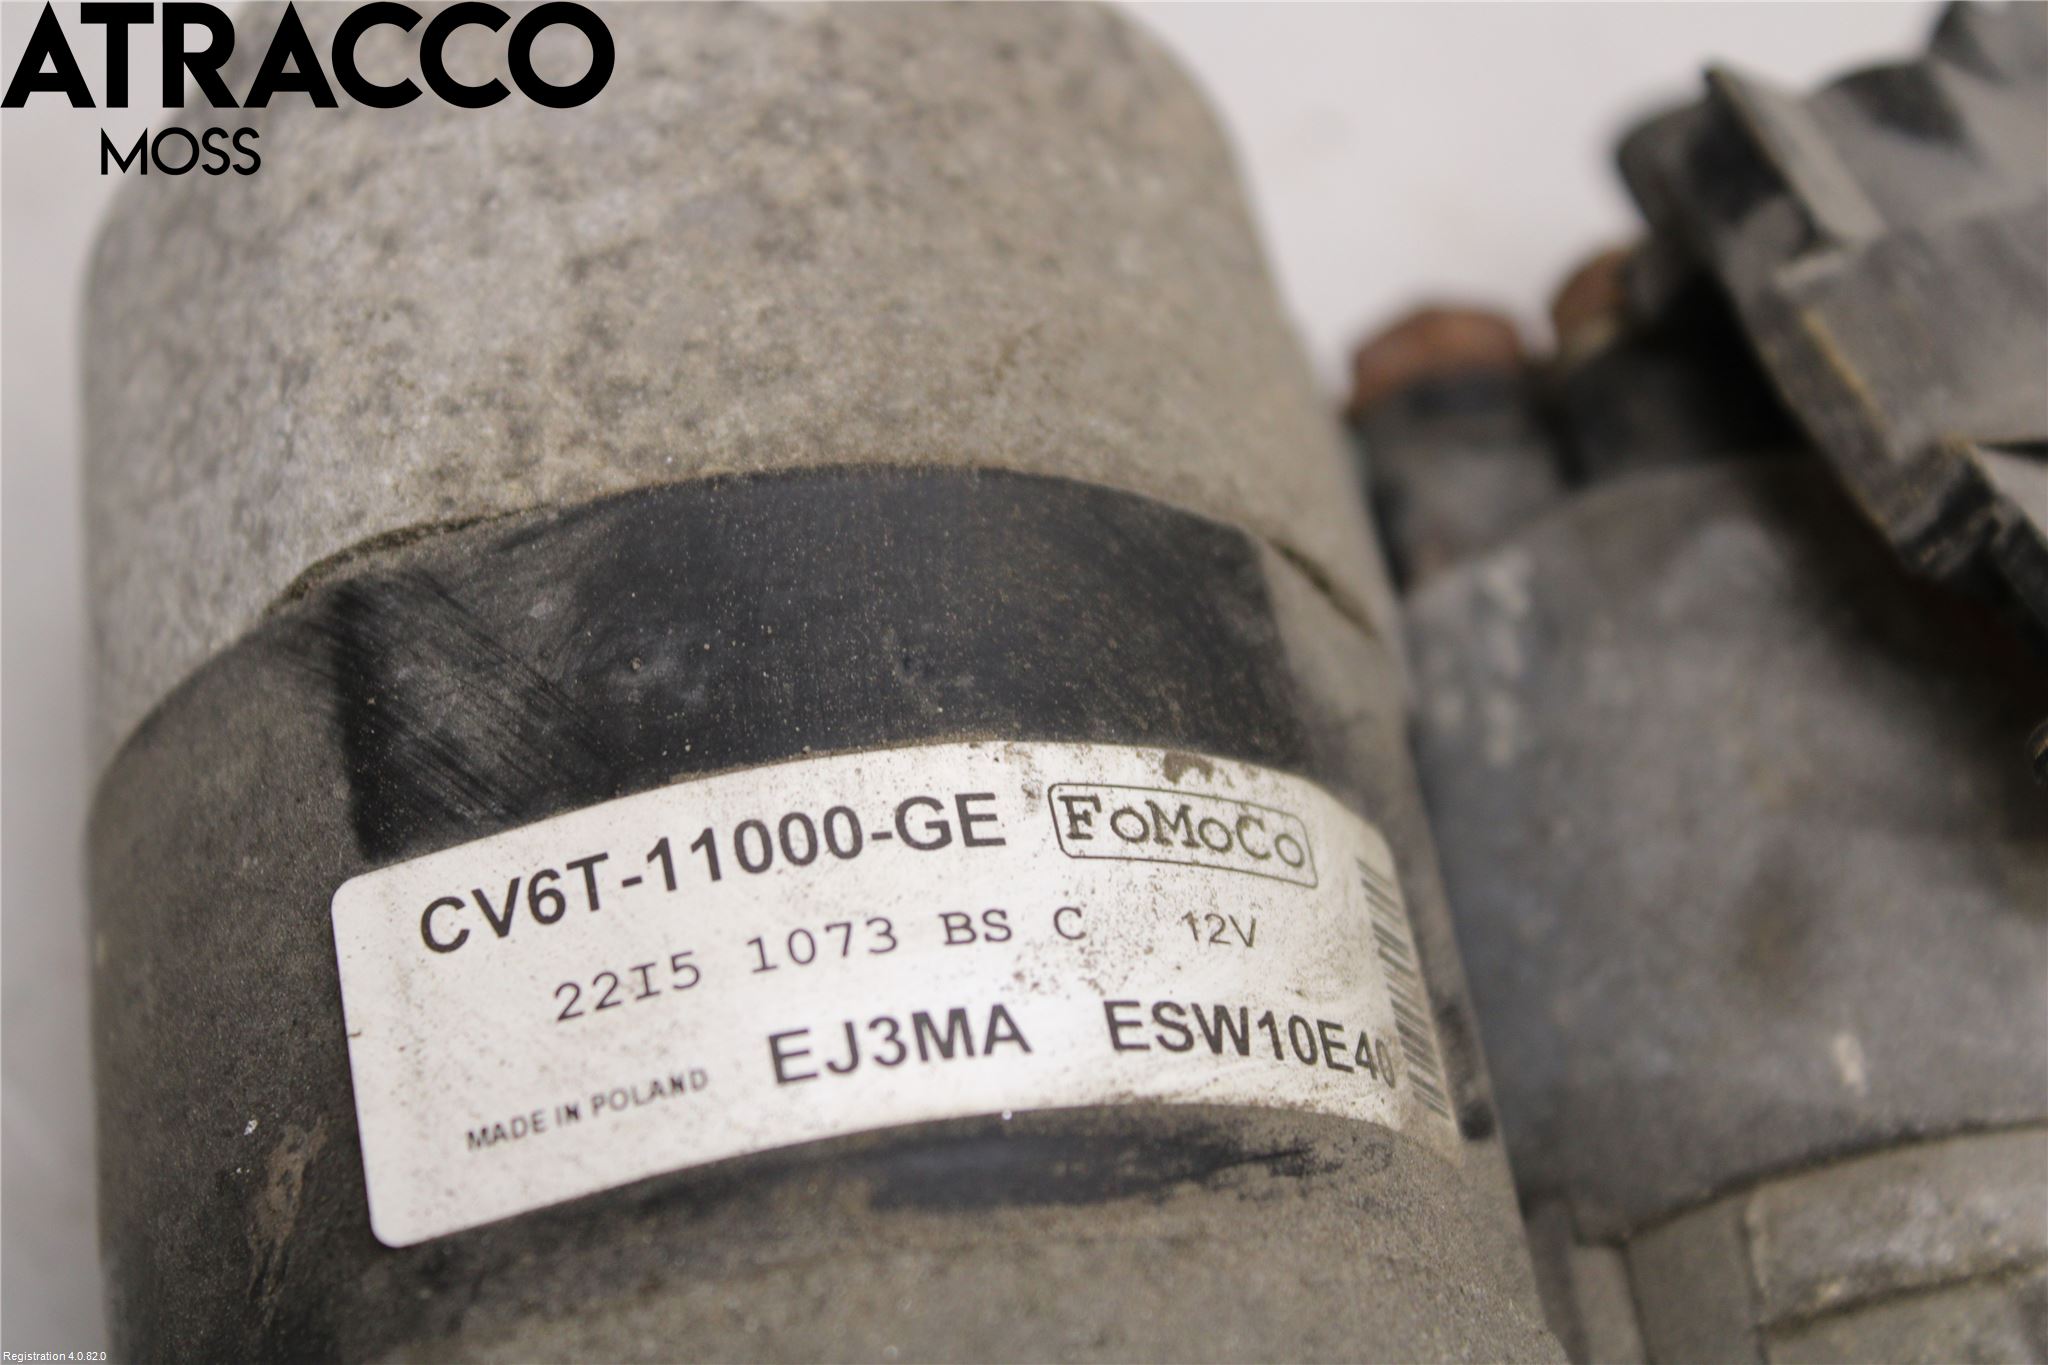 ATRACCO
MOSS
CV6T-11000-GE FoMoCo
22I5 1073 BS C 12V
MADE IN POLAND EJ3MA ESW10E40
Registration 4.0.82.0